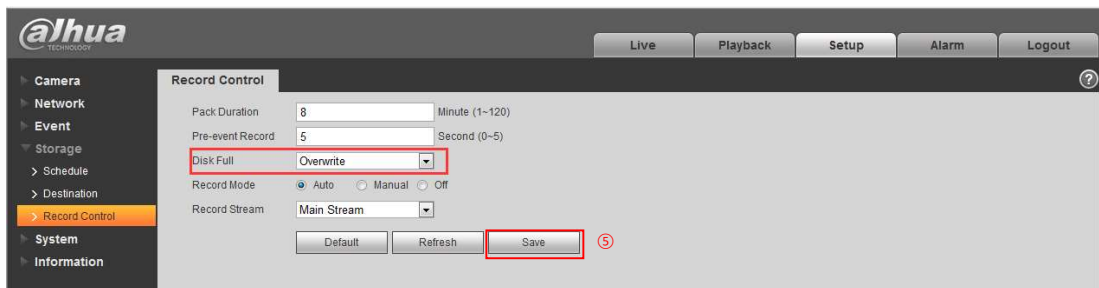 alhua
TECHNOLOGY
Live Playback Setup Alarm Logout
Camera
Network
Event
Storage
> Schedule
> Destination
> Record Control
System
Information
Record Control
?
Pack Duration 8 Minute (1~120)
Pre-event Record 5 Second (0~5)
Disk Full Overwrite
Record Mode Auto Manual Off
Record Stream Main Stream
Default Refresh Save ⑤